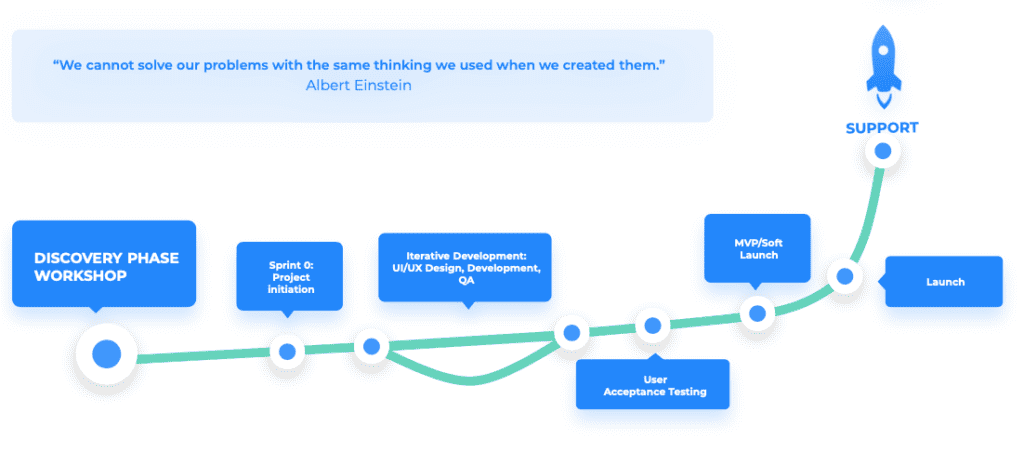 “We cannot solve our problems with the same thinking we used when we created them.”
Albert Einstein
SUPPORT
DISCOVERY PHASE
WORKSHOP
Sprint 0:
Project
initiation
Iterative Development:
UI/UX Design, Development,
QA
User
Acceptance Testing
MVP/Soft
Launch
Launch